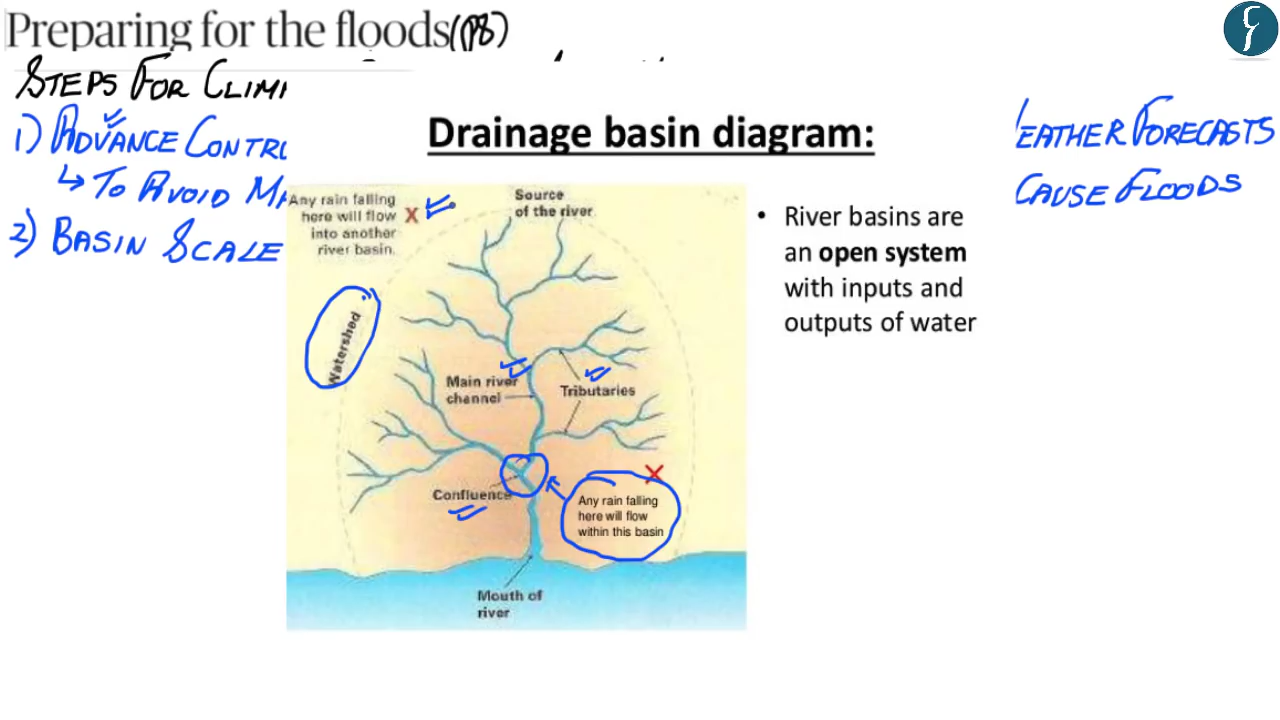 Preparing for the floods (P8)
STEPS FOR CLIM
1) ADVANCE CONTRO
EATHER FORECASTS
↳ TO AVOID MA
CAUSE FLOODS
2) BASIN SCALE
Drainage basin diagram:
Any rain falling
here will flow X
into another
river basin.
Source
of the river
Watershed
Main river
channel
Tributaries
Confluence
X
Any rain falling
here will flow
within this basin
Mouth of
river
• River basins are
an open system
with inputs and
outputs of water